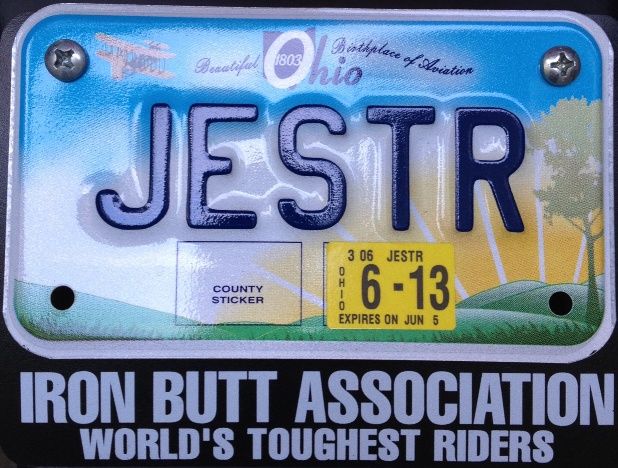 Beautiful Ohio Birthplace of Aviation
1803
JESTR
COUNTY
STICKER
3 06 JESTR
OHIO
6-13
EXPIRES ON JUN 5
IRON BUTT ASSOCIATION
WORLD'S TOUGHEST RIDERS